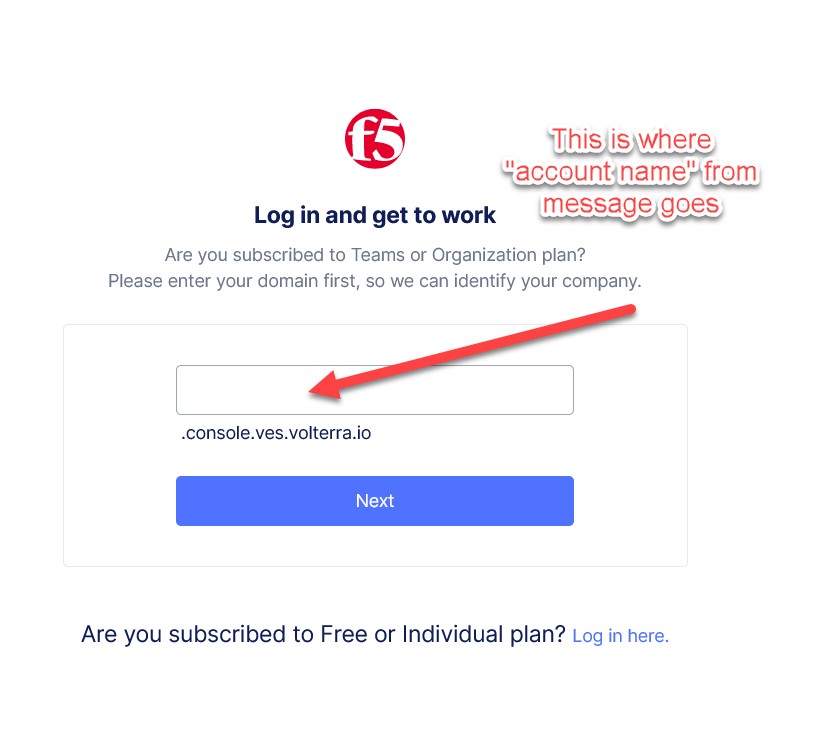 f5
This is where
"account name" from
message goes
Log in and get to work
Are you subscribed to Teams or Organization plan?
Please enter your domain first, so we can identify your company.
.console.ves.volterra.io
Next
Are you subscribed to Free or Individual plan? Log in here.